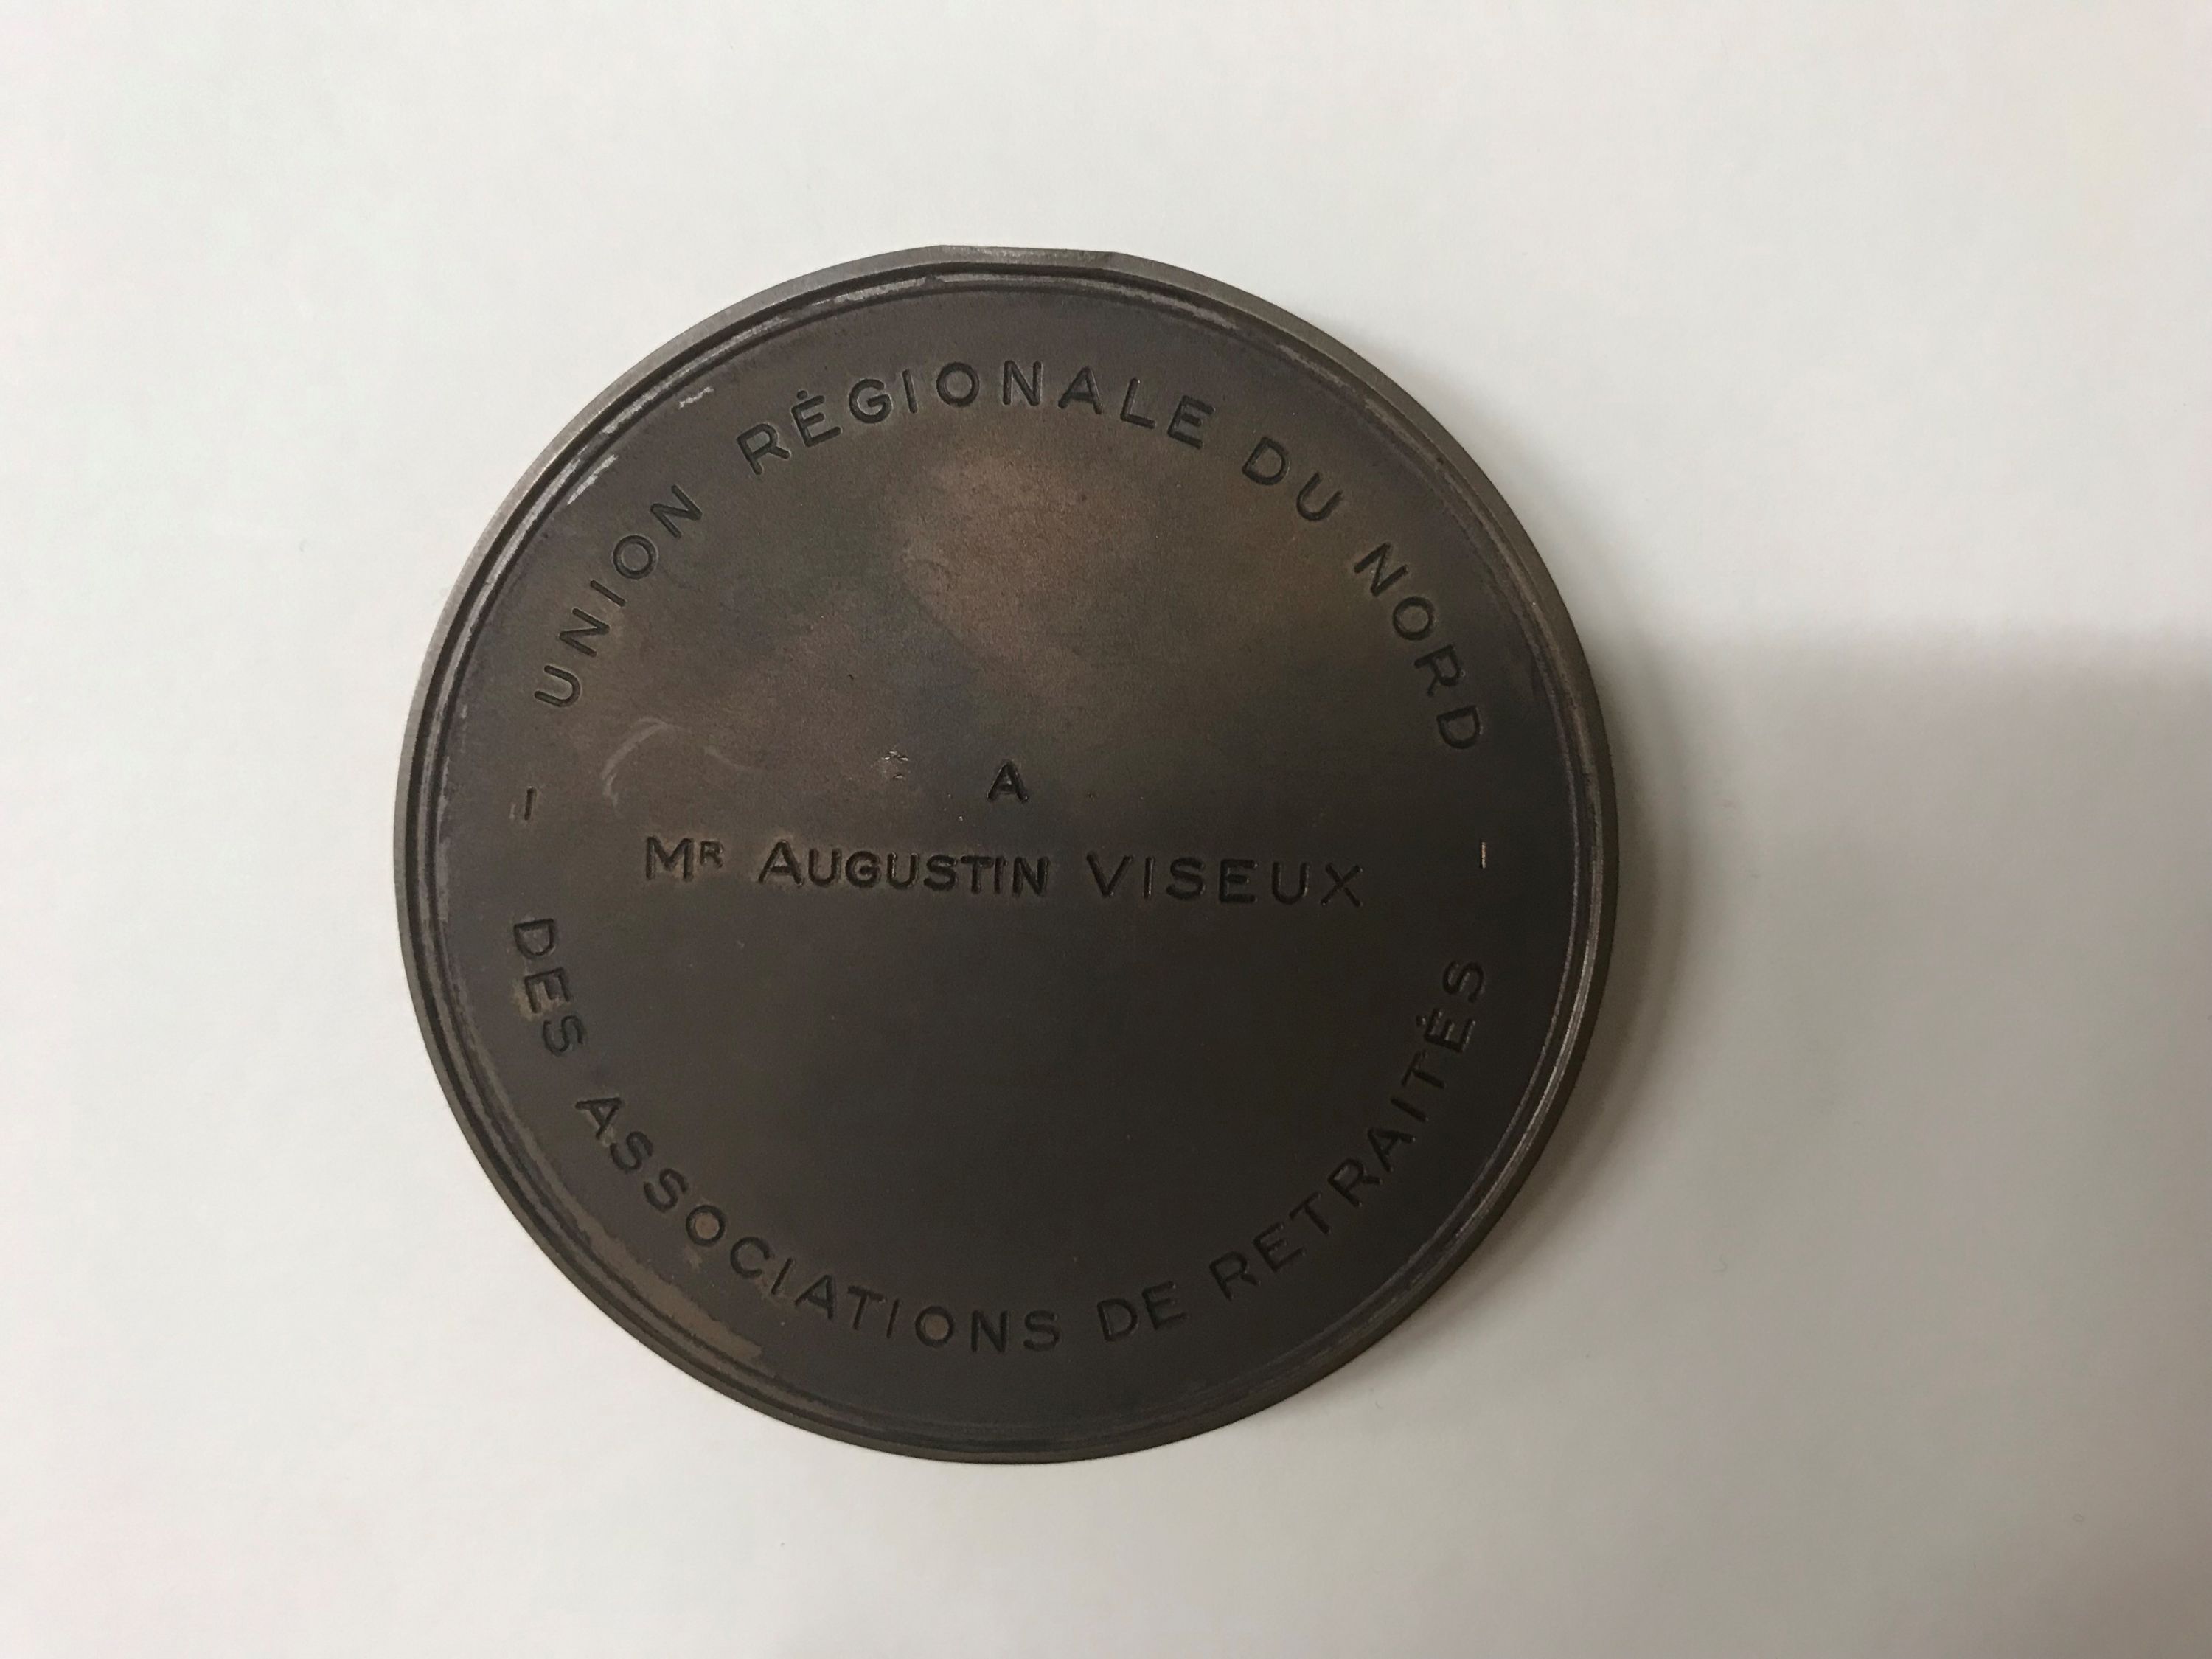 UNION RÉGIONALE DU NORD
A
Mr AUGUSTIN VISEUX
DES ASSOCIATIONS DE RETRAITÉS